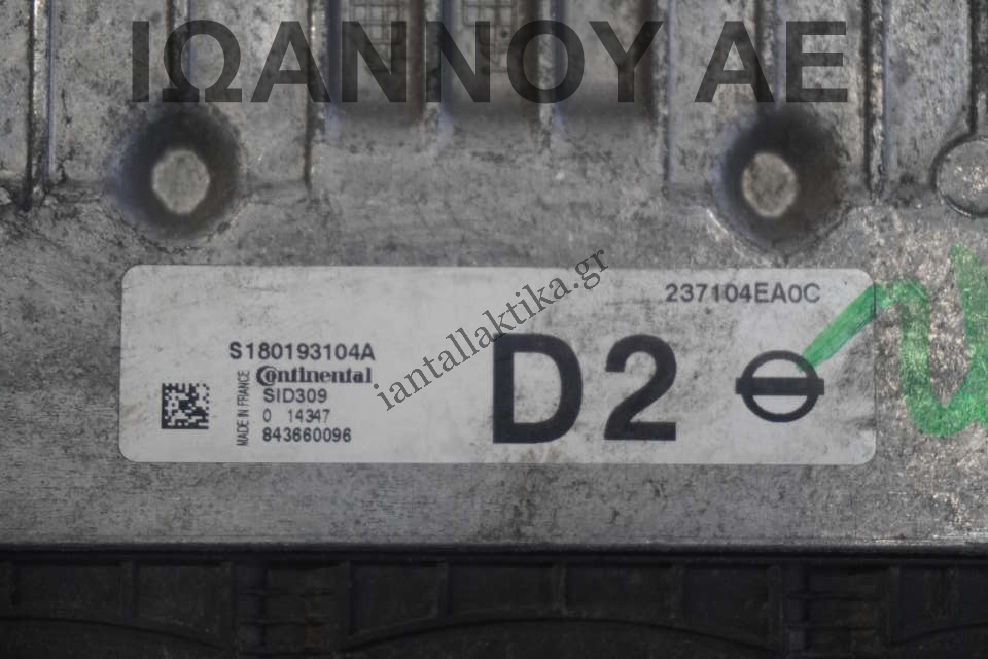 ΙΩΑΝΝΟΥ ΑΕ
237104EA0C
iantallaktika.gr
S180193104A
Continental
SID309
0 14347
843660096
MADE IN FRANCE
D2